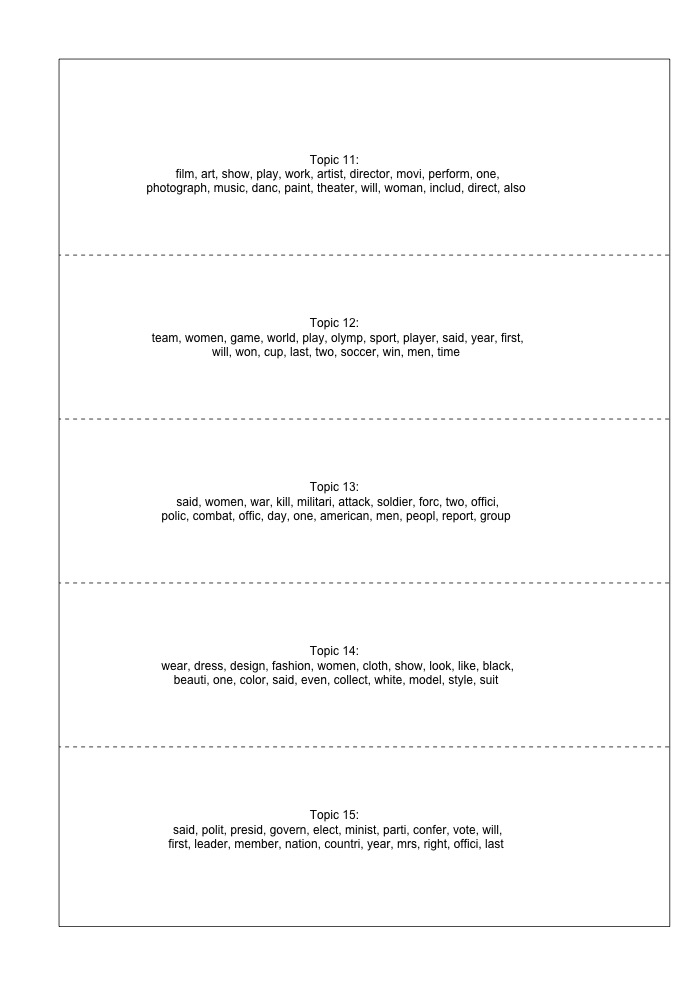 Topic 11:
film, art, show, play, work, artist, director, movi, perform, one,
photograph, music, danc, paint, theater, will, woman, includ, direct, also
Topic 12:
team, women, game, world, play, olymp, sport, player, said, year, first,
will, won, cup, last, two, soccer, win, men, time
Topic 13:
said, women, war, kill, militari, attack, soldier, forc, two, offici,
polic, combat, offic, day, one, american, men, peopl, report, group
Topic 14:
wear, dress, design, fashion, women, cloth, show, look, like, black,
beauti, one, color, said, even, collect, white, model, style, suit
Topic 15:
said, polit, presid, govern, elect, minist, parti, confer, vote, will,
first, leader, member, nation, countri, year, mrs, right, offici, last